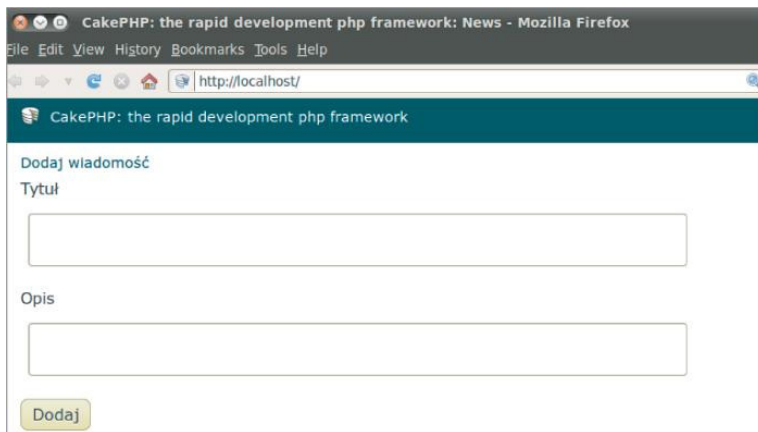 CakePHP: the rapid development php framework: News - Mozilla Firefox
File Edit View History Bookmarks Tools Help
http://localhost/
CakePHP: the rapid development php framework
Dodaj wiadomość
Tytuł
Opis
Dodaj